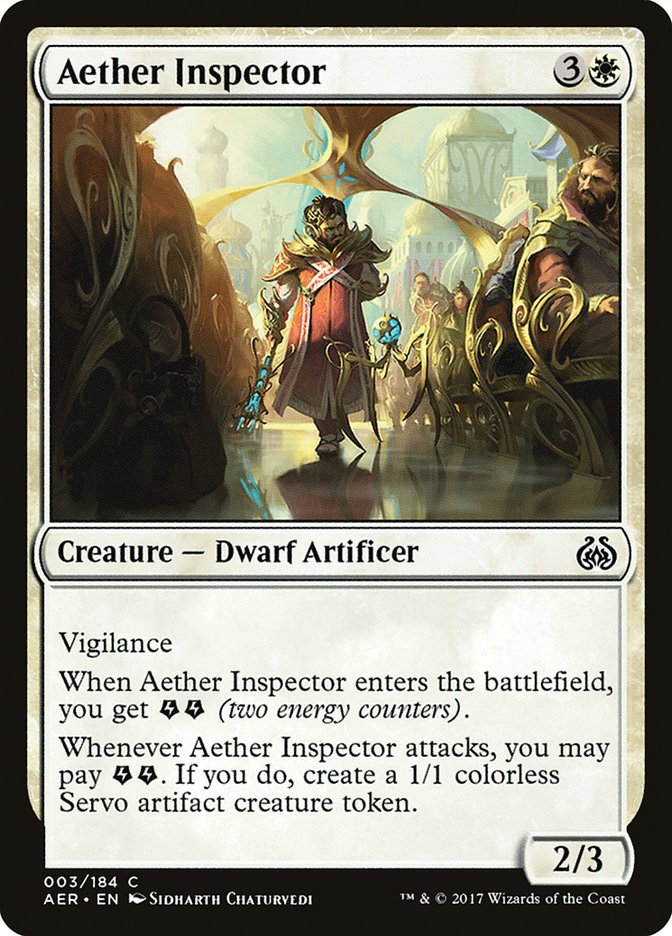 Aether Inspector 3
Creature — Dwarf Artificer
Vigilance
When Aether Inspector enters the battlefield,
you get (two energy counters).
Whenever Aether Inspector attacks, you may
pay . If you do, create a 1/1 colorless
Servo artifact creature token.
2/3
003/184 C
AER • EN Sidharth Chaturvedi
™ & © 2017 Wizards of the Coast